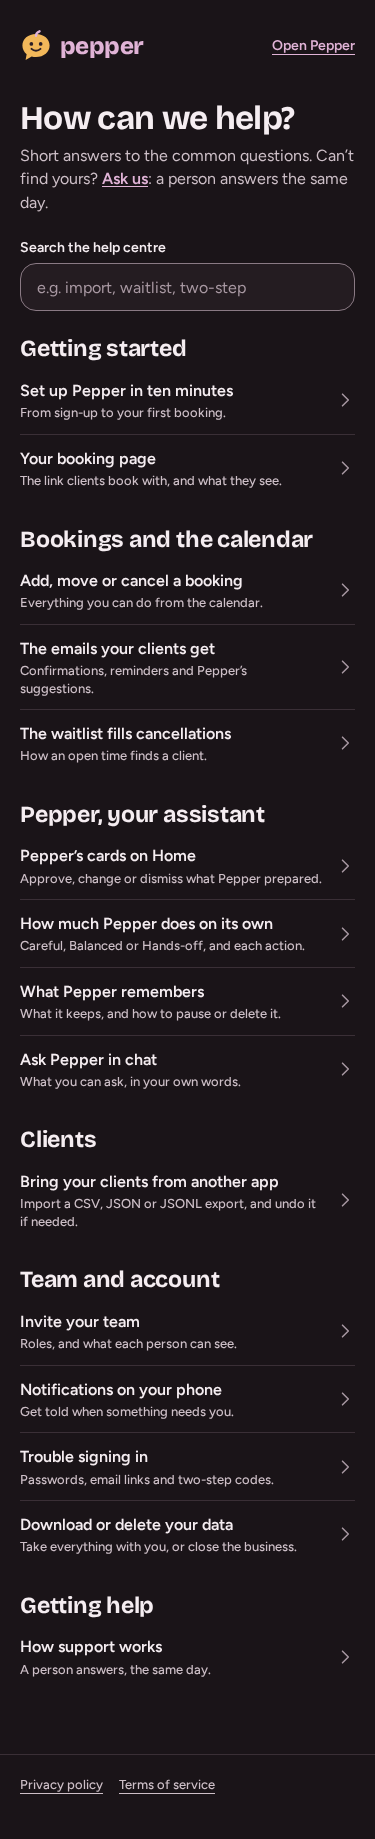 pepper
Open Pepper
How can we help?
Short answers to the common questions. Can’t
find yours? Ask us: a person answers the same
day.
Search the help centre
e.g. import, waitlist, two-step
Getting started
Set up Pepper in ten minutes
From sign-up to your first booking.
Your booking page
The link clients book with, and what they see.
Bookings and the calendar
Add, move or cancel a booking
Everything you can do from the calendar.
The emails your clients get
Confirmations, reminders and Pepper’s
suggestions.
The waitlist fills cancellations
How an open time finds a client.
Pepper, your assistant
Pepper’s cards on Home
Approve, change or dismiss what Pepper prepared.
How much Pepper does on its own
Careful, Balanced or Hands-off, and each action.
What Pepper remembers
What it keeps, and how to pause or delete it.
Ask Pepper in chat
What you can ask, in your own words.
Clients
Bring your clients from another app
Import a CSV, JSON or JSONL export, and undo it
if needed.
Team and account
Invite your team
Roles, and what each person can see.
Notifications on your phone
Get told when something needs you.
Trouble signing in
Passwords, email links and two-step codes.
Download or delete your data
Take everything with you, or close the business.
Getting help
How support works
A person answers, the same day.
Privacy policy
Terms of service